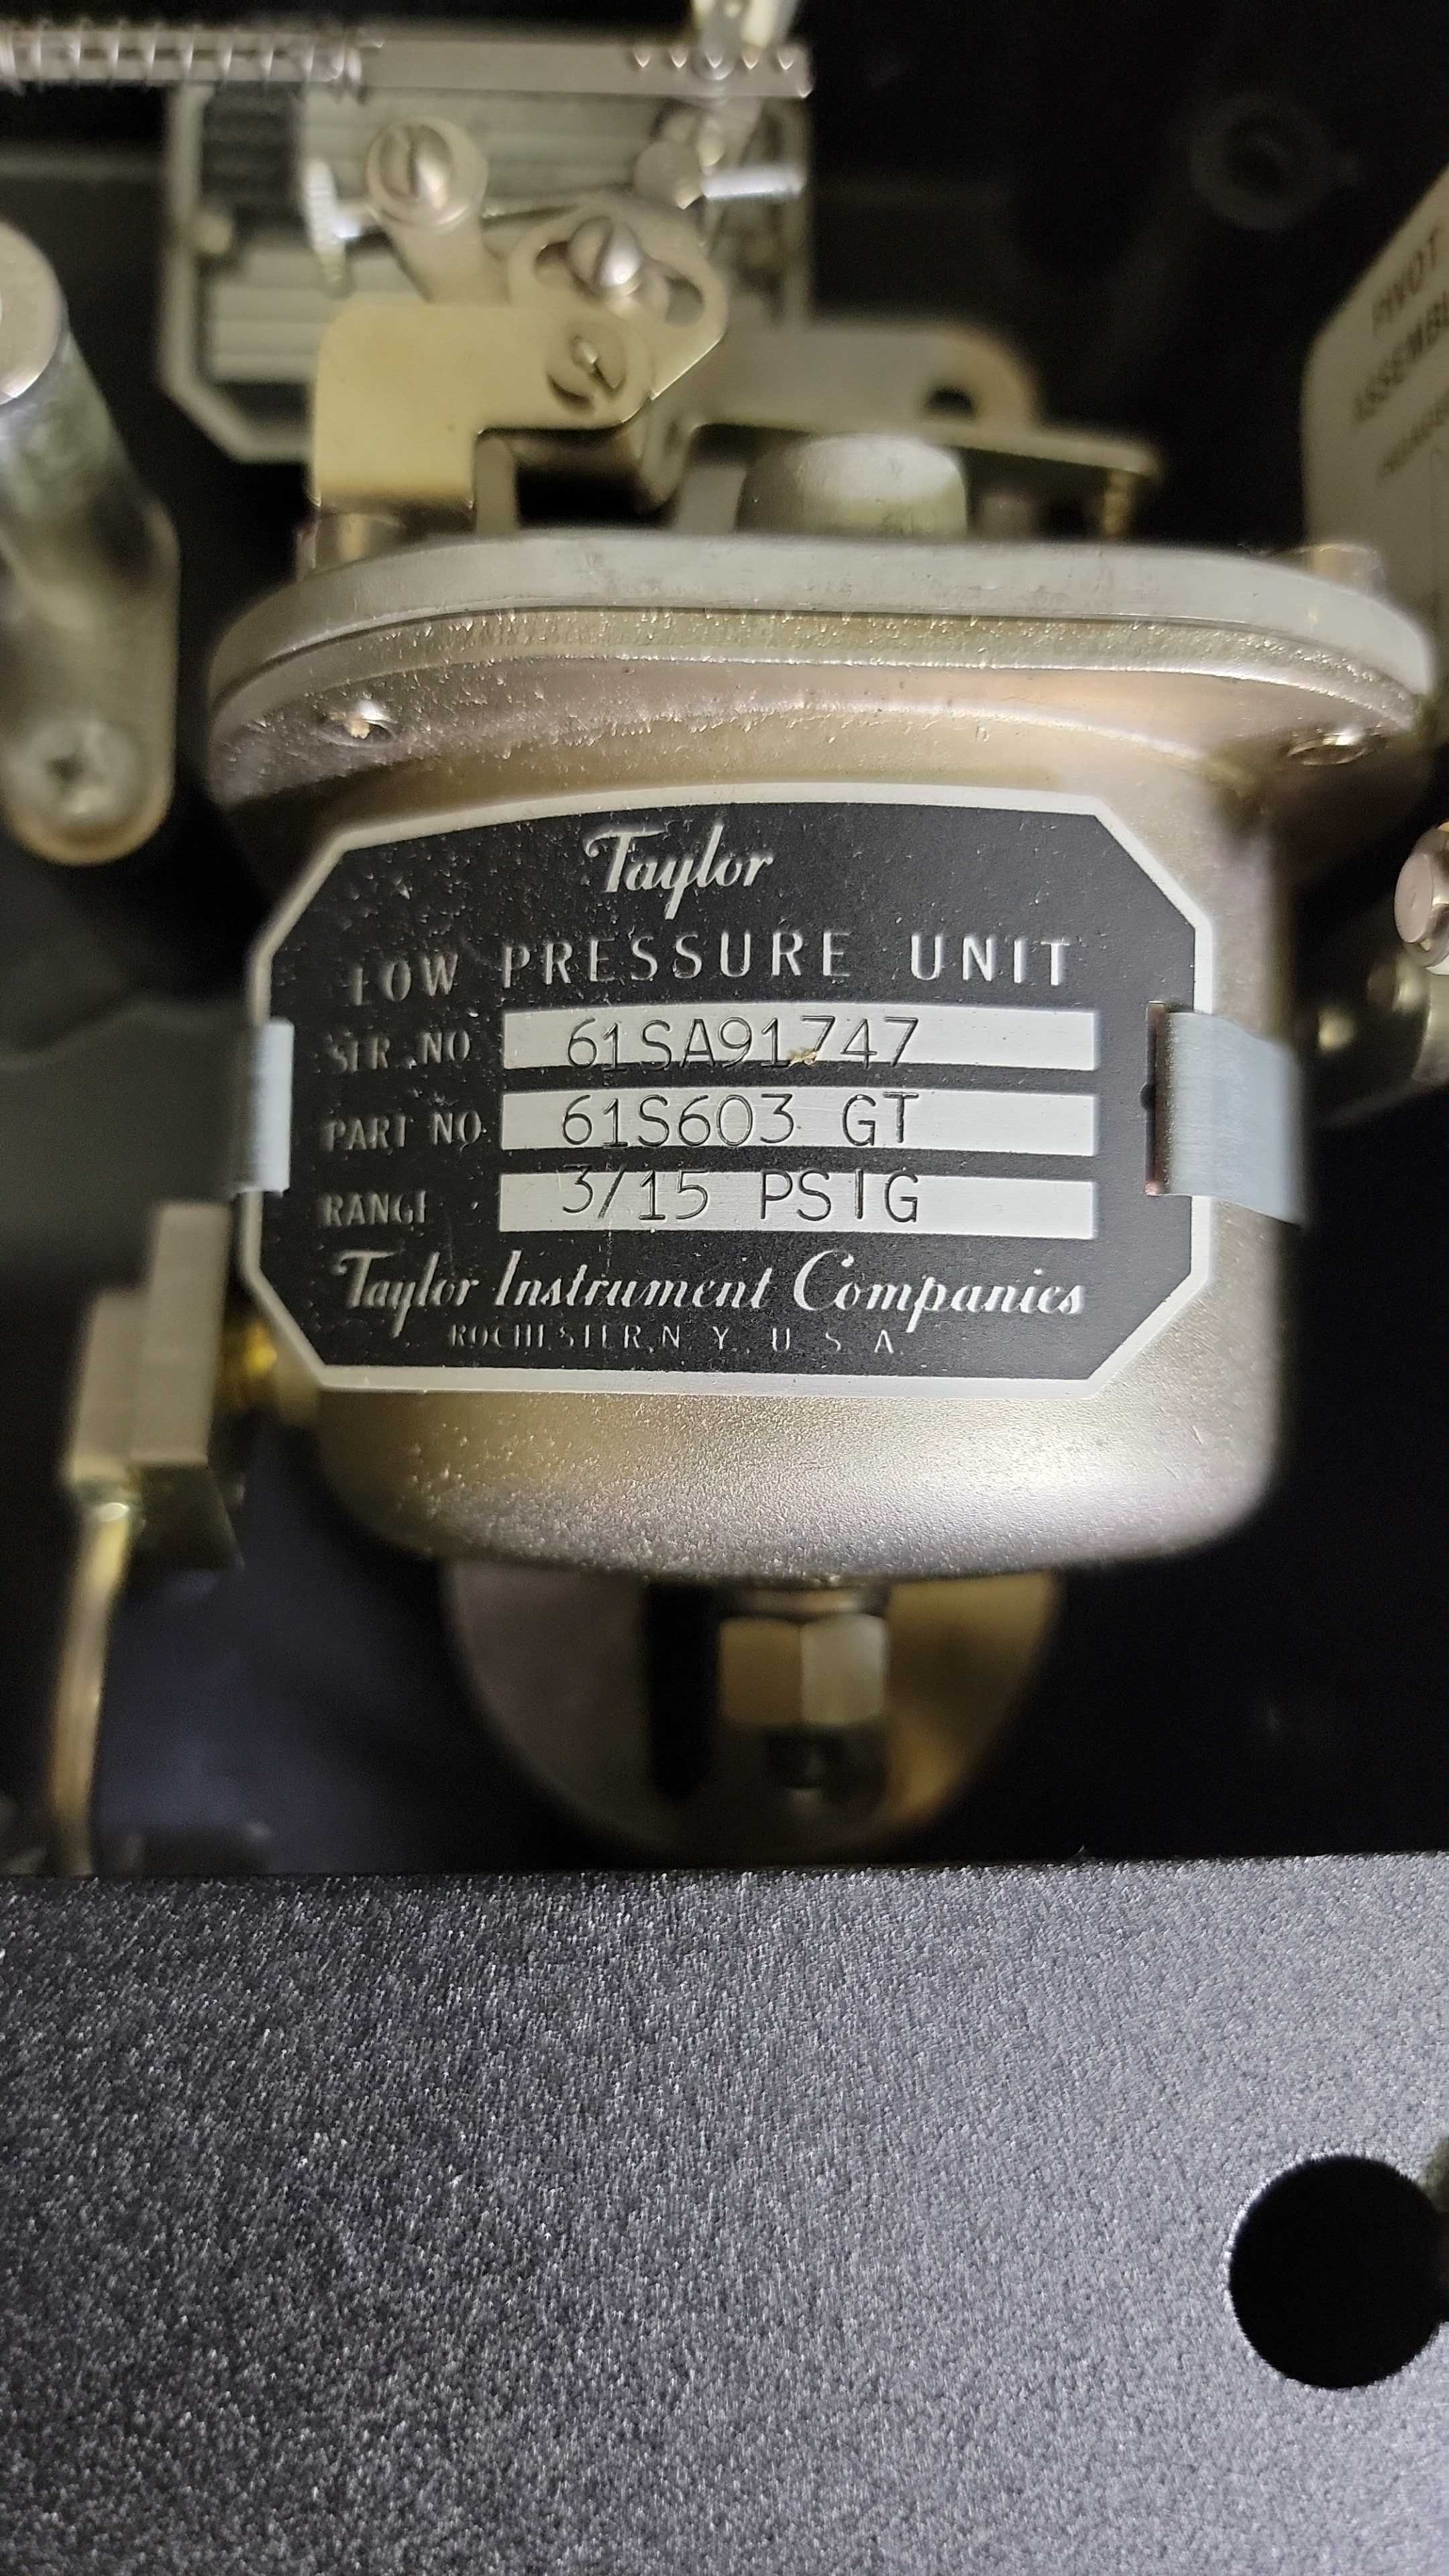 PIVOT
Taylor
LOW PRESSURE UNIT
SER. NO 61SA91747
PART NO. 61S603 GT
RANGE 3/15 PSIG
Taylor Instrument Companies
ROCHESTER, N. Y., U. S. A.